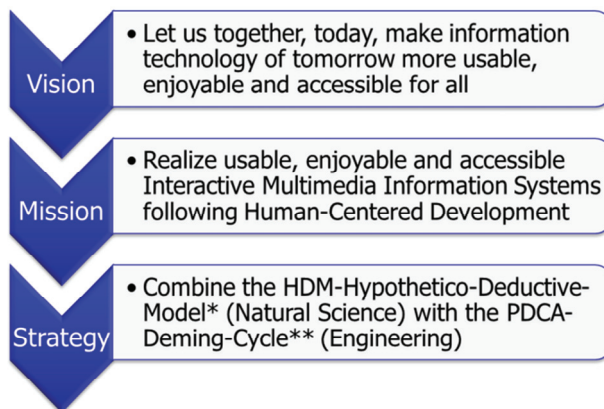 Vision
• Let us together, today, make information
technology of tomorrow more usable,
enjoyable and accessible for all
Mission
• Realize usable, enjoyable and accessible
Interactive Multimedia Information Systems
following Human-Centered Development
Strategy
• Combine the HDM-Hypothetico-Deductive-
Model* (Natural Science) with the PDCA-
Deming-Cycle** (Engineering)